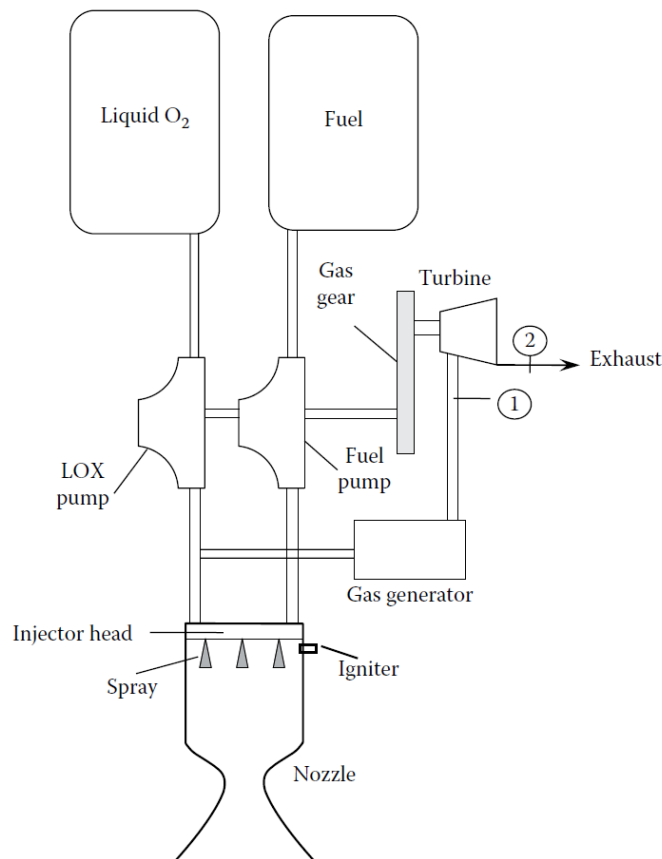 Liquid O₂
Fuel
Gas
gear
Turbine
2
Exhaust
1
LOX
pump
Fuel
pump
Gas generator
Injector head
Igniter
Spray
Nozzle